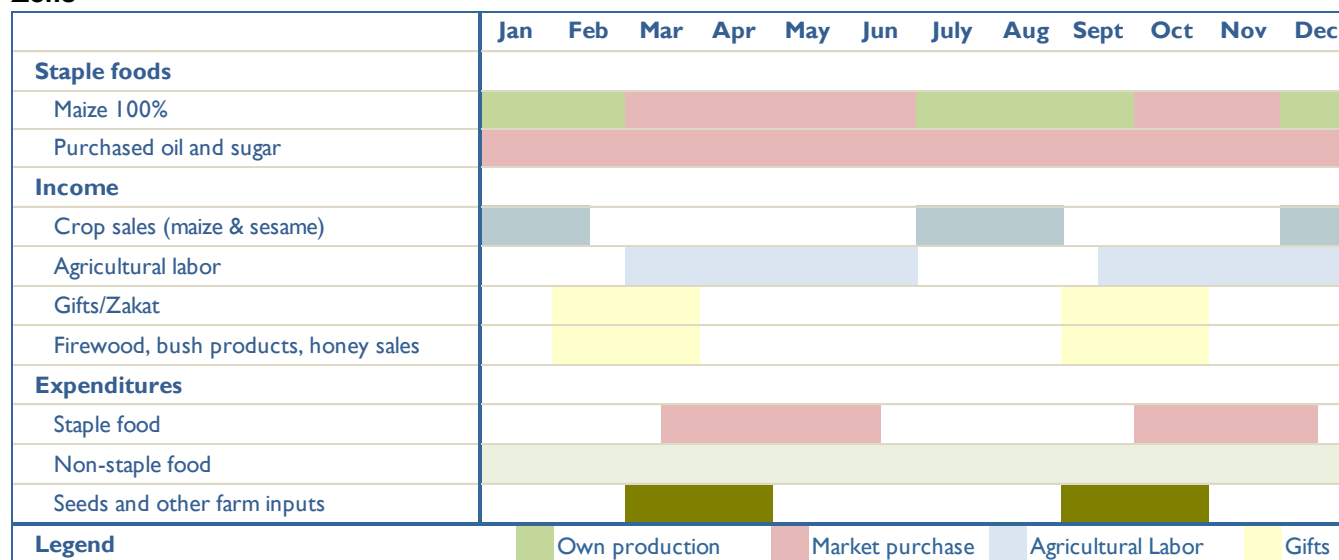 Jan Feb Mar Apr May Jun July Aug Sept Oct Nov Dec
Staple foods
Maize 100%
Purchased oil and sugar
Income
Crop sales (maize & sesame)
Agricultural labor
Gifts/Zakat
Firewood, bush products, honey sales
Expenditures
Staple food
Non-staple food
Seeds and other farm inputs
Legend Own production Market purchase Agricultural Labor Gifts